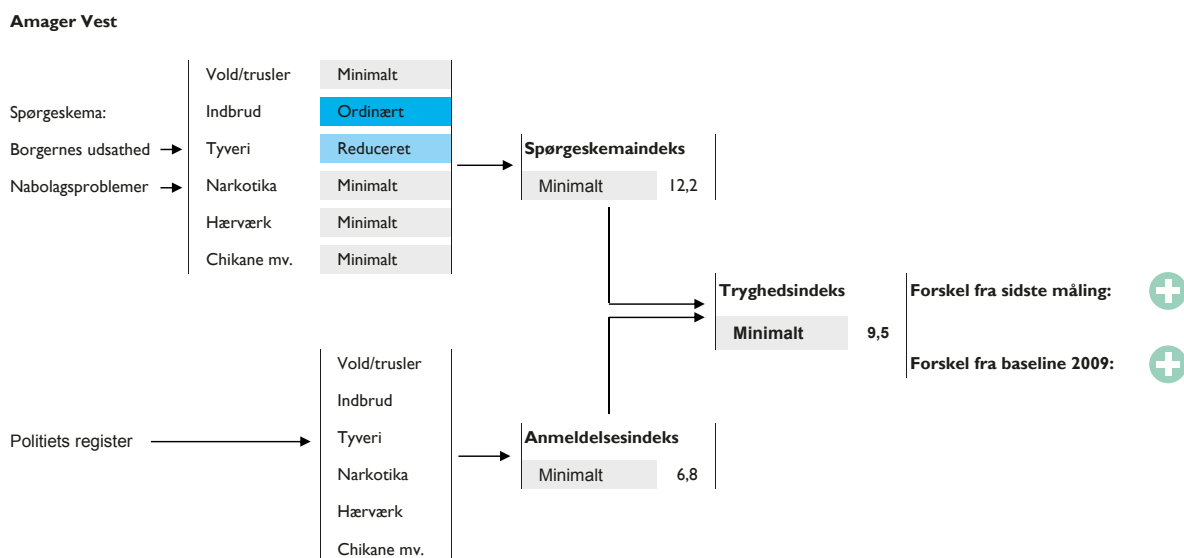 Amager Vest
Vold/trusler Minimalt
Spørgeskema: Indbrud Ordinært
Borgernes udsathed Tyveri Reduceret Spørgeskemaindeks
Nabolagsproblemer Narkotika Minimalt Minimalt 12,2
Hærværk Minimalt
Chikane mv. Minimalt
Tryghedsindeks Forskel fra sidste måling:
Minimalt 9,5
Vold/trusler Forskel fra baseline 2009:
Indbrud
Politiets register Tyveri Anmeldelsesindeks
Narkotika Minimalt 6,8
Hærværk
Chikane mv.